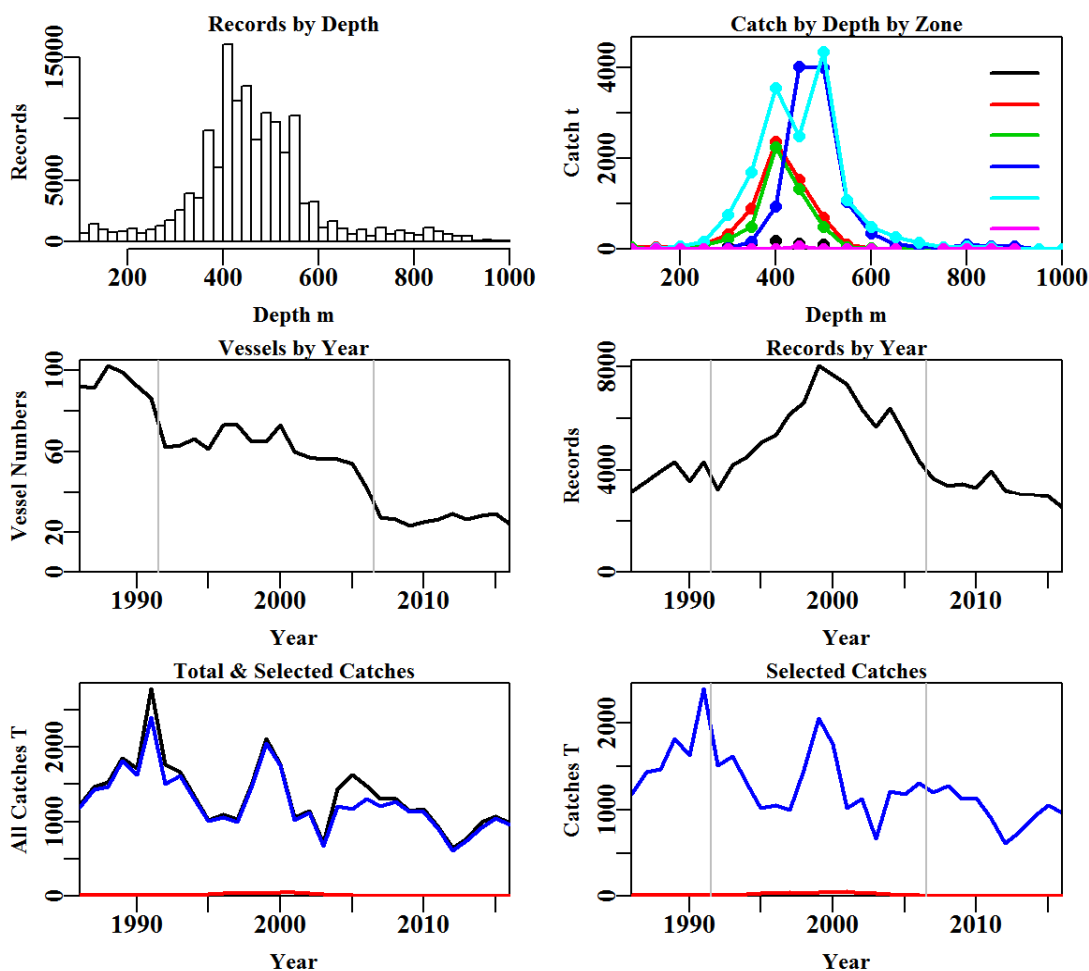 Records by Depth
Records
5000
15000
0
200
400
600
800
1000
Depth m
Catch by Depth by Zone
Catch t
0
2000
4000
200
400
600
800
1000
Depth m
Vessels by Year
Vessel Numbers
20
60
100
0
1990
2000
2010
Year
Records by Year
Records
0
4000
8000
1990
2000
2010
Year
Total & Selected Catches
All Catches T
0
1000
2000
1990
2000
2010
Year
Selected Catches
Catches T
0
1000
2000
1990
2000
2010
Year